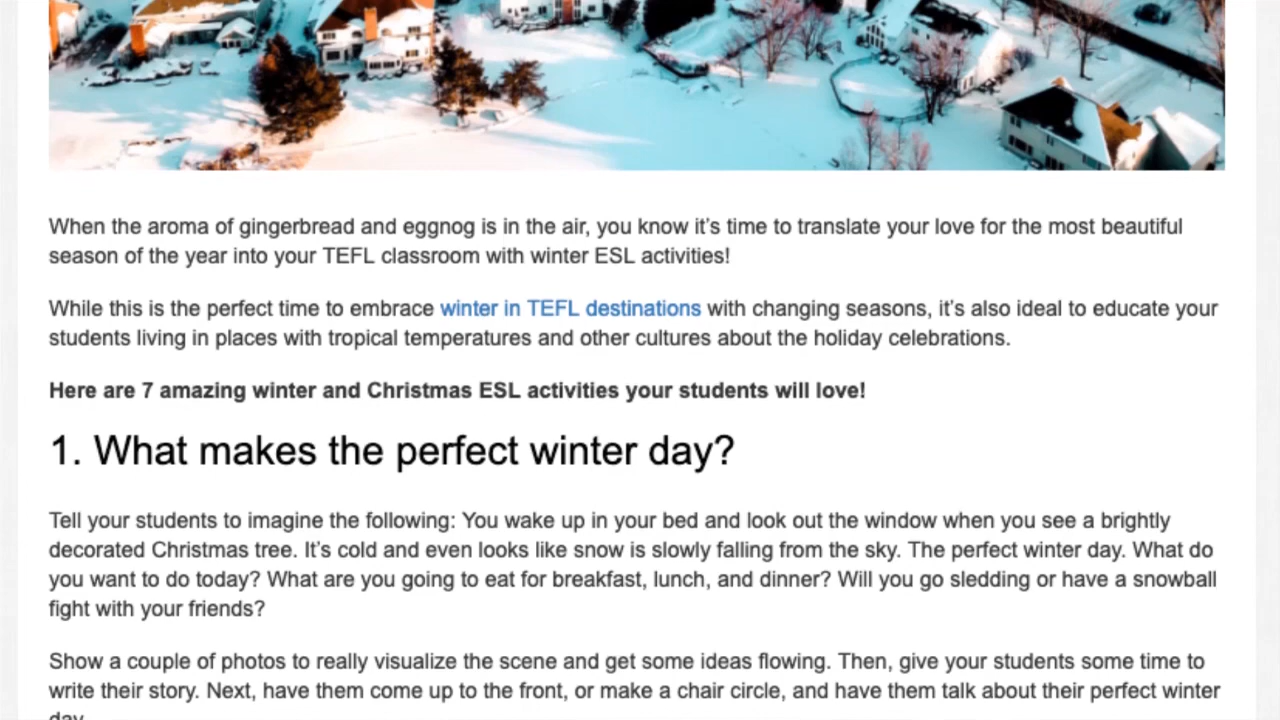 When the aroma of gingerbread and eggnog is in the air, you know it’s time to translate your love for the most beautiful
season of the year into your TEFL classroom with winter ESL activities!
While this is the perfect time to embrace winter in TEFL destinations with changing seasons, it’s also ideal to educate your
students living in places with tropical temperatures and other cultures about the holiday celebrations.
Here are 7 amazing winter and Christmas ESL activities your students will love!
1. What makes the perfect winter day?
Tell your students to imagine the following: You wake up in your bed and look out the window when you see a brightly
decorated Christmas tree. It’s cold and even looks like snow is slowly falling from the sky. The perfect winter day. What do
you want to do today? What are you going to eat for breakfast, lunch, and dinner? Will you go sledding or have a snowball
fight with your friends?
Show a couple of photos to really visualize the scene and get some ideas flowing. Then, give your students some time to
write their story. Next, have them come up to the front, or make a chair circle, and have them talk about their perfect winter
day.